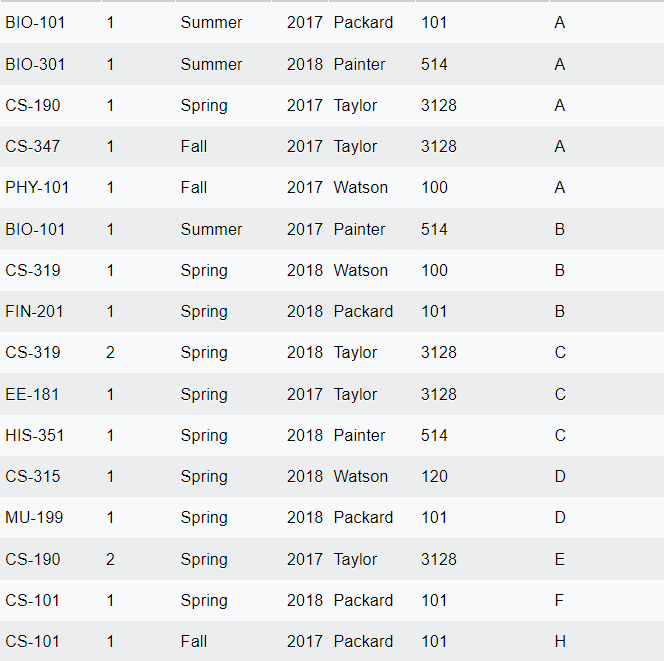 BIO-101 1 Summer 2017 Packard 101 A
BIO-301 1 Summer 2018 Painter 514 A
CS-190 1 Spring 2017 Taylor 3128 A
CS-347 1 Fall 2017 Taylor 3128 A
PHY-101 1 Fall 2017 Watson 100 A
BIO-101 1 Summer 2017 Painter 514 B
CS-319 1 Spring 2018 Watson 100 B
FIN-201 1 Spring 2018 Packard 101 B
CS-319 2 Spring 2018 Taylor 3128 C
EE-181 1 Spring 2017 Taylor 3128 C
HIS-351 1 Spring 2018 Painter 514 C
CS-315 1 Spring 2018 Watson 120 D
MU-199 1 Spring 2018 Packard 101 D
CS-190 2 Spring 2017 Taylor 3128 E
CS-101 1 Spring 2018 Packard 101 F
CS-101 1 Fall 2017 Packard 101 H